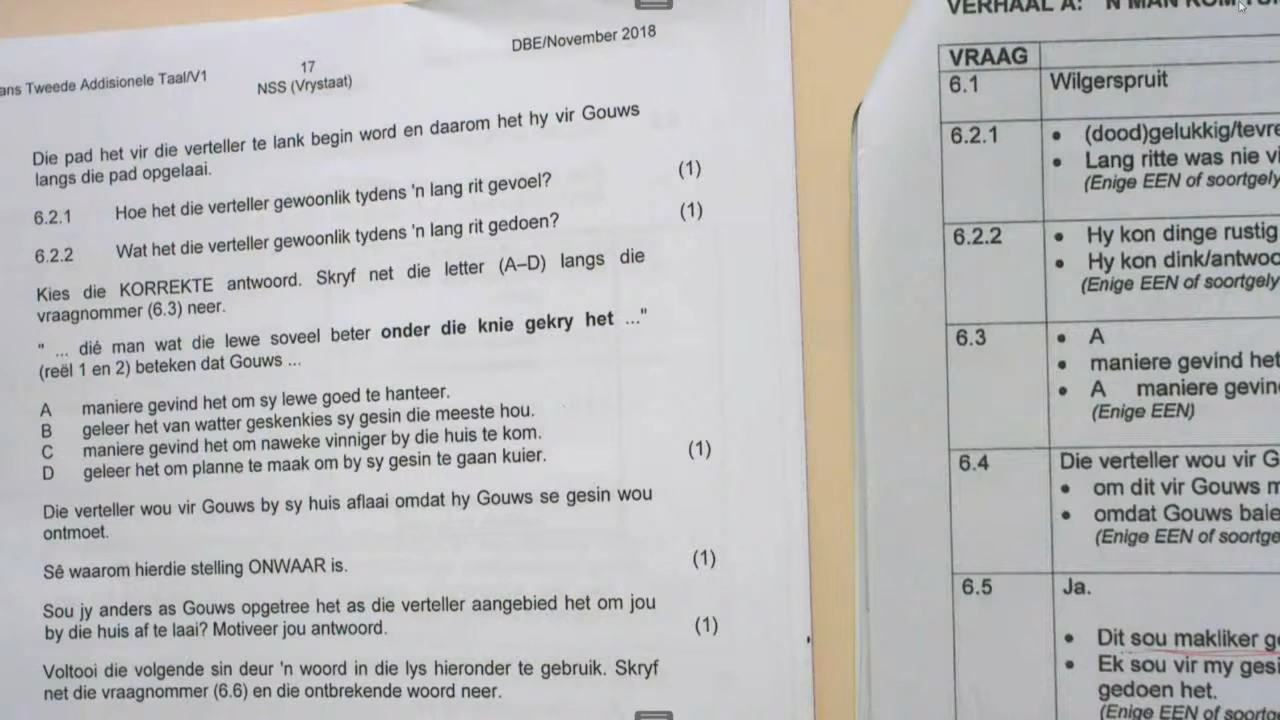 DBE/November 2018
Tweede Addisionele Taal/V1
17
NSS (Vrystaat)
Die pad het vir die verteller te lank begin word en daarom het hy vir Gouws
langs die pad opgelaai.
6.2.1 Hoe het die verteller gewoonlik tydens 'n lang rit gevoel? (1)
6.2.2 Wat het die verteller gewoonlik tydens 'n lang rit gedoen? (1)
Kies die KORREKTE antwoord. Skryf net die letter (A–D) langs die
vraagnommer (6.3) neer.
" ... dié man wat die lewe soveel beter onder die knie gekry het ..."
(reël 1 en 2) beteken dat Gouws ...
A maniere gevind het om sy lewe goed te hanteer.
B geleer het van watter geskenkies sy gesin die meeste hou.
C maniere gevind het om naweke vinniger by die huis te kom.
D geleer het om planne te maak om by sy gesin te gaan kuier. (1)
Die verteller wou vir Gouws by sy huis aflaai omdat hy Gouws se gesin wou
ontmoet.
Sê waarom hierdie stelling ONWAAR is. (1)
Sou jy anders as Gouws opgetree het as die verteller aangebied het om jou
by die huis af te laai? Motiveer jou antwoord. (1)
Voltooi die volgende sin deur 'n woord in die lys hieronder te gebruik. Skryf
net die vraagnommer (6.6) en die ontbrekende woord neer.
VERHAAL A: 'N MAN
VRAAG
6.1 Wilgerspruit
6.2.1 • (dood)gelukkig/
• Lang ritte was nie
(Enige EEN of
6.2.2 • Hy kon dinge rustig
• Hy kon
(Enige EEN of
6.3 • A
• maniere gevind het
• A maniere
(Enige EEN)
6.4 Die verteller wou vir
• om dit vir Gouws
• omdat Gouws
(Enige EEN of
6.5 Ja.
• Dit sou makliker
• Ek sou vir my
gedoen het.
(Enige EEN of